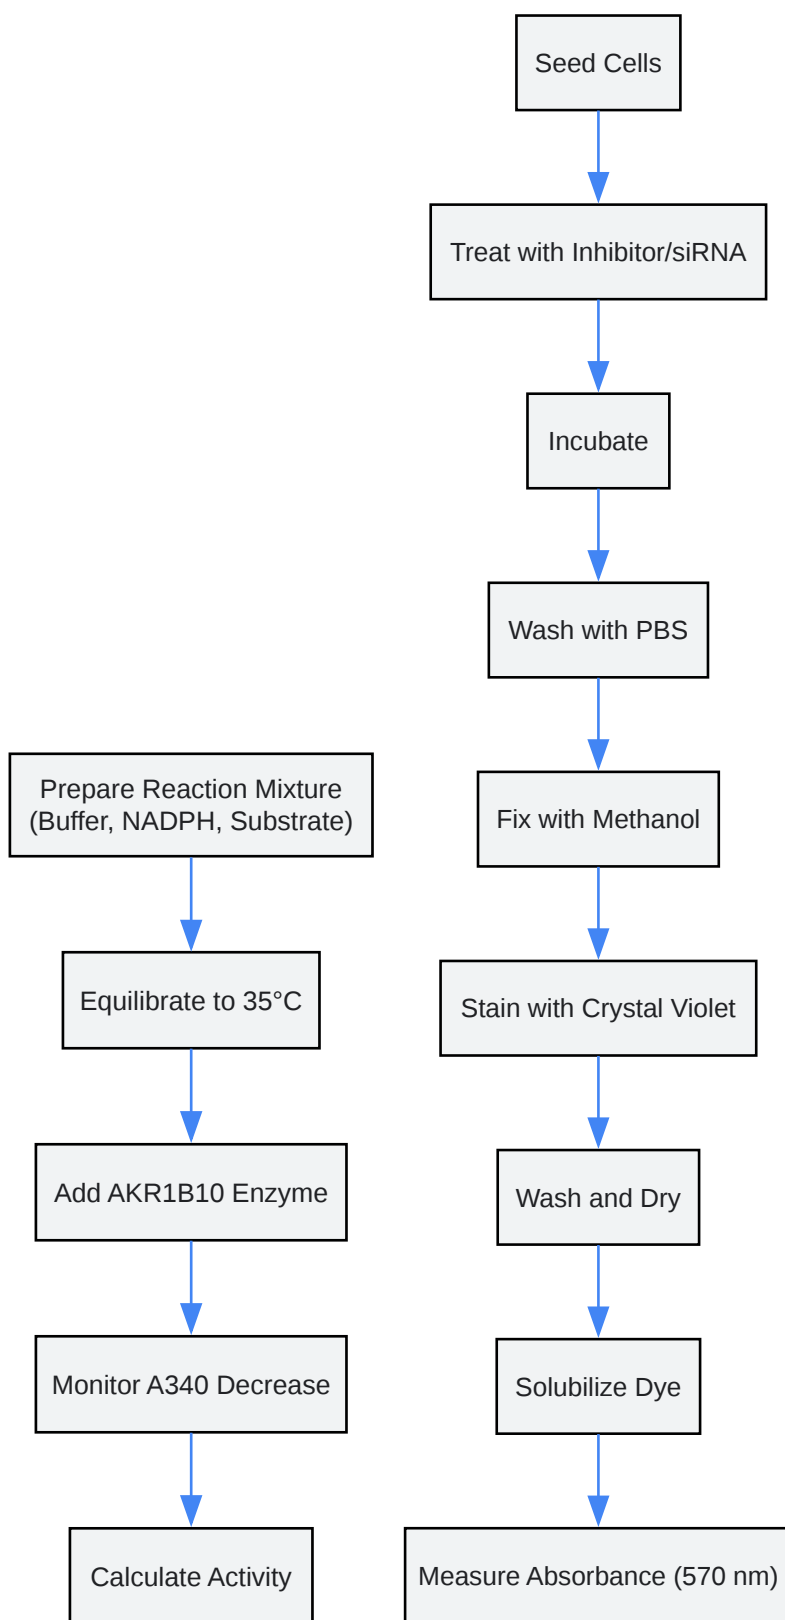 Seed Cells
Treat with Inhibitor/siRNA
Incubate
Wash with PBS
Fix with Methanol
Stain with Crystal Violet
Wash and Dry
Solubilize Dye
Measure Absorbance (570 nm)
Prepare Reaction Mixture
(Buffer, NADPH, Substrate)
Equilibrate to 35°C
Add AKR1B10 Enzyme
Monitor A340 Decrease
Calculate Activity